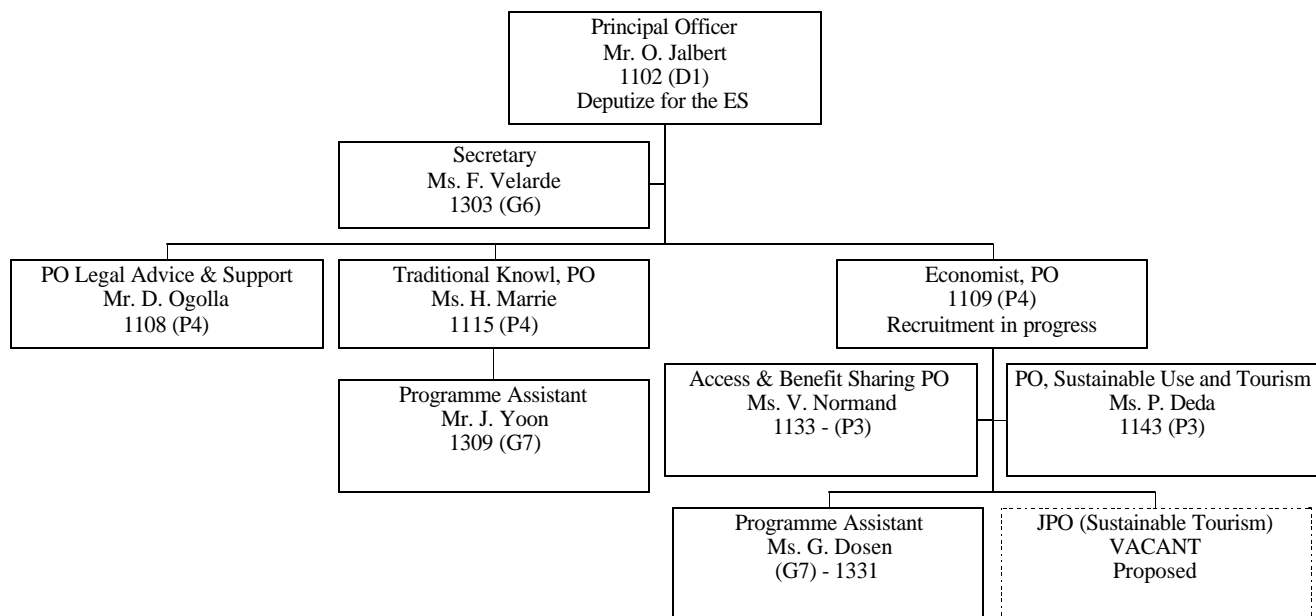 Principal Officer
Mr. O. Jalbert
1102 (D1)
Deputize for the ES
Secretary
Ms. F. Velarde
1303 (G6)
PO Legal Advice & Support
Mr. D. Ogolla
1108 (P4)
Traditional Knowl, PO
Ms. H. Marrie
1115 (P4)
Economist, PO
1109 (P4)
Recruitment in progress
Programme Assistant
Mr. J. Yoon
1309 (G7)
Access & Benefit Sharing PO
Ms. V. Normand
1133 - (P3)
PO, Sustainable Use and Tourism
Ms. P. Deda
1143 (P3)
Programme Assistant
Ms. G. Dosen
(G7) - 1331
JPO (Sustainable Tourism)
VACANT
Proposed